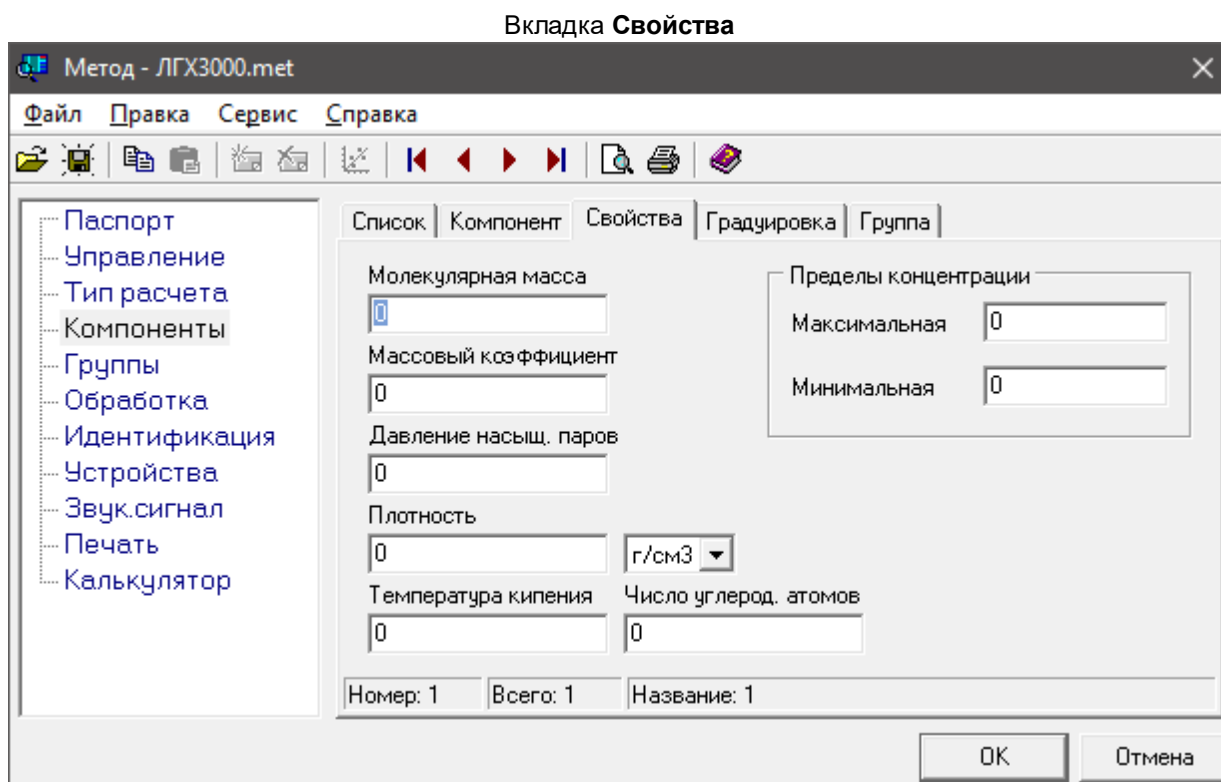 Вкладка Свойства
Метод - ЛГХ3000.met
Файл Правка Сервис Справка
Паспорт
Управление
Тип расчета
Компоненты
Группы
Обработка
Идентификация
Устройства
Звук.сигнал
Печать
Калькулятор
Список Компонент Свойства Градуировка Группа
Молекулярная масса
0
Массовый коэффициент
0
Давление насыщ. паров
0
Плотность
0 г/см3
Температура кипения Число углерод. атомов
0 0
Пределы концентрации
Максимальная 0
Минимальная 0
Номер: 1 Всего: 1 Название: 1
OK Отмена